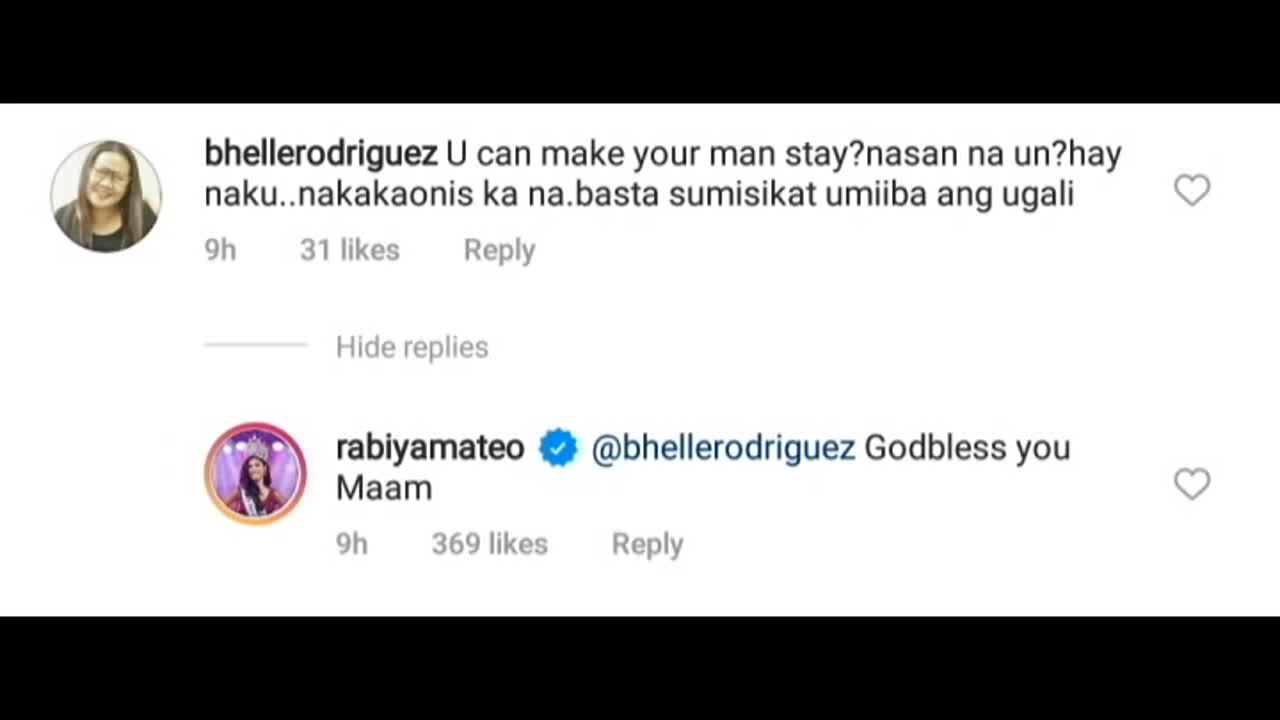 bhellerodriguez U can make your man stay?nasan na un?hay
naku..nakakaonis ka na.basta sumisikat umiiba ang ugali
9h 31 likes Reply
Hide replies
rabiyamateo @bhellerodriguez Godbless you
Maam
9h 369 likes Reply